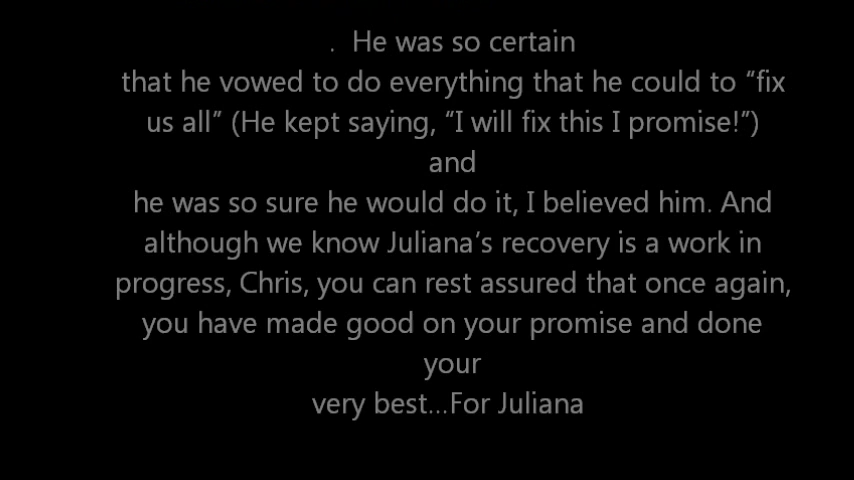 . He was so certain
that he vowed to do everything that he could to “fix
us all” (He kept saying, “I will fix this I promise!”)
and
he was so sure he would do it, I believed him. And
although we know Juliana’s recovery is a work in
progress, Chris, you can rest assured that once again,
you have made good on your promise and done
your
very best...For Juliana